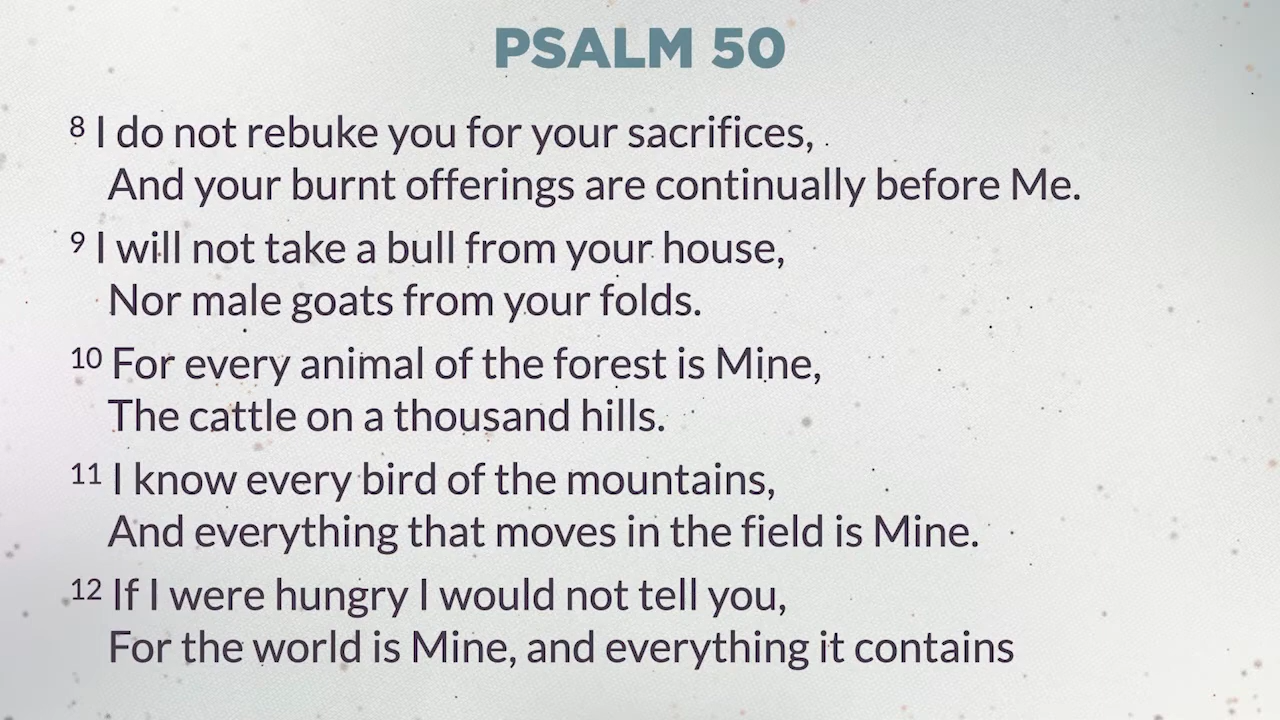 PSALM 50
8 I do not rebuke you for your sacrifices,
And your burnt offerings are continually before Me.
9 I will not take a bull from your house,
Nor male goats from your folds.
10 For every animal of the forest is Mine,
The cattle on a thousand hills.
11 I know every bird of the mountains,
And everything that moves in the field is Mine.
12 If I were hungry I would not tell you,
For the world is Mine, and everything it contains